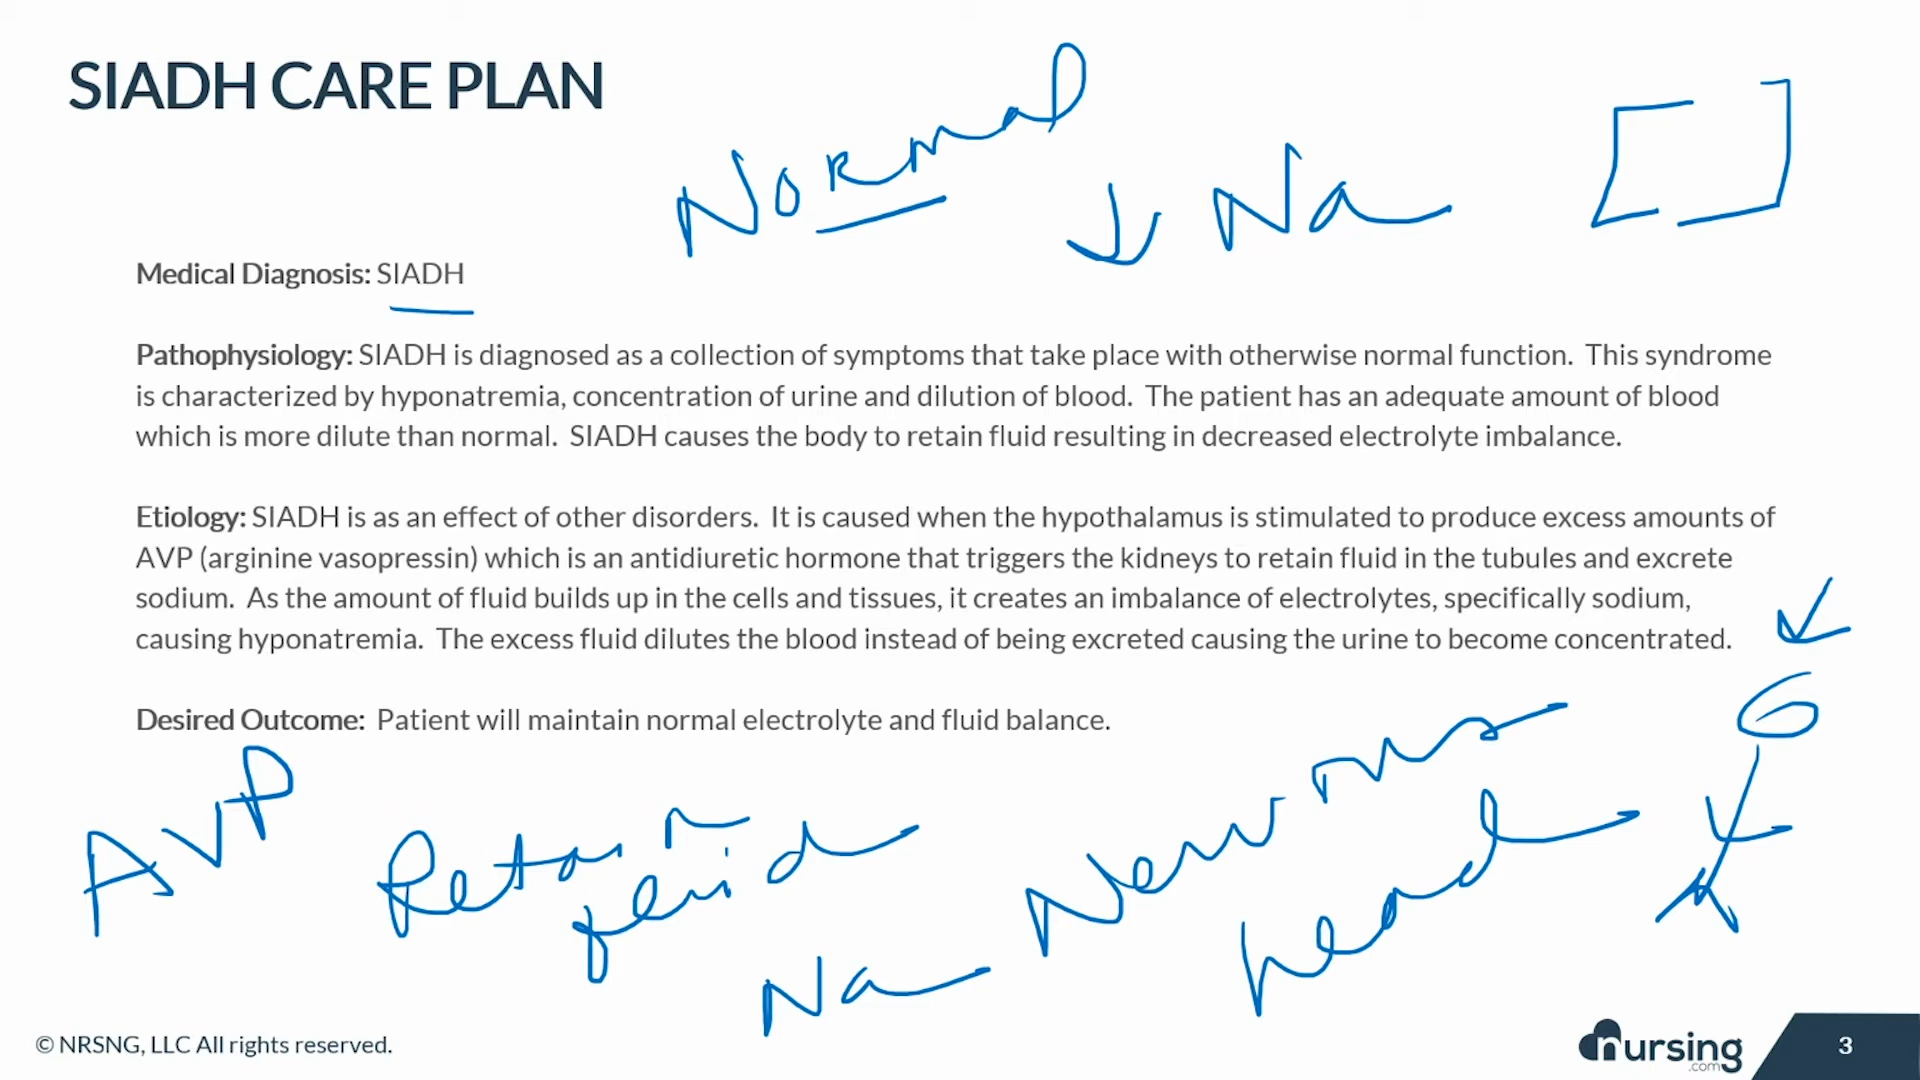 SIADH CARE PLAN
Normal
↓ Na
[ ]
Medical Diagnosis: SIADH
Pathophysiology: SIADH is diagnosed as a collection of symptoms that take place with otherwise normal function. This syndrome
is characterized by hyponatremia, concentration of urine and dilution of blood. The patient has an adequate amount of blood
which is more dilute than normal. SIADH causes the body to retain fluid resulting in decreased electrolyte imbalance.
Etiology: SIADH is as an effect of other disorders. It is caused when the hypothalamus is stimulated to produce excess amounts of
AVP (arginine vasopressin) which is an antidiuretic hormone that triggers the kidneys to retain fluid in the tubules and excrete
sodium. As the amount of fluid builds up in the cells and tissues, it creates an imbalance of electrolytes, specifically sodium,
causing hyponatremia. The excess fluid dilutes the blood instead of being excreted causing the urine to become concentrated.
Desired Outcome: Patient will maintain normal electrolyte and fluid balance.
AVP
Retain
fluid
Na
head
© NRSNG, LLC All rights reserved.
nursing
.com
3